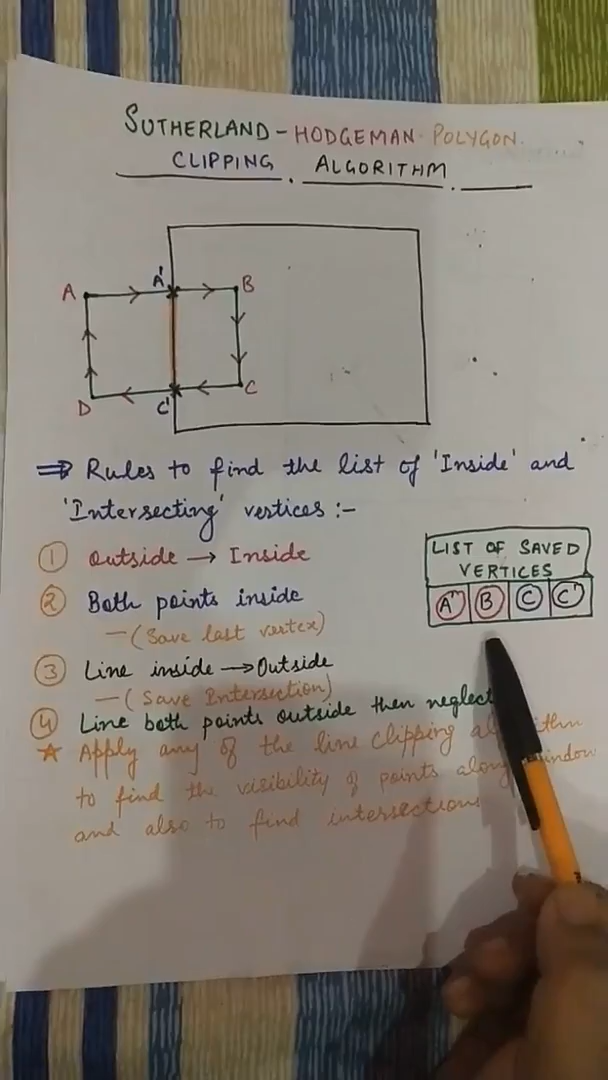 SUTHERLAND-HODGEMAN POLYGON
CLIPPING ALGORITHM
A
A'
B
D
C'
C
⇒ Rules to find the list of 'Inside' and
'Intersecting' vertices :-
① Outside → Inside
② Both points inside
-(Save last vertex)
③ Line inside → Outside
-(Save Intersection)
④ Line both points outside then neglect
★ Apply any of the line clipping
to find the visibility of points along window
and also to find intersections
LIST OF SAVED
VERTICES
A' B C C'